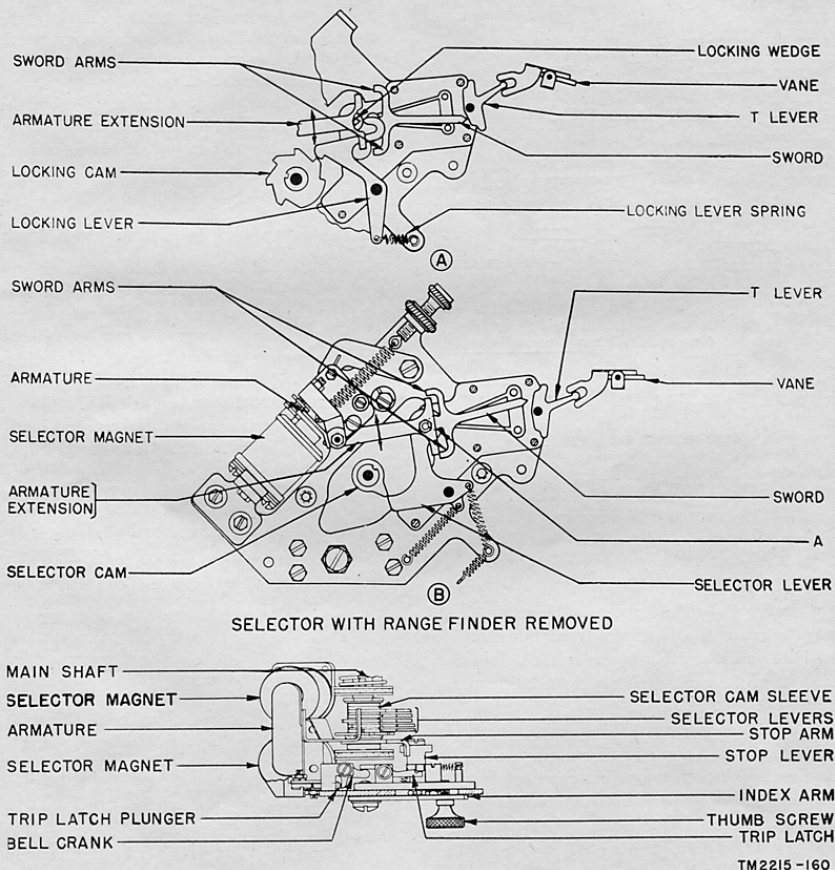 SWORD ARMS
ARMATURE EXTENSION
LOCKING CAM
LOCKING LEVER
LOCKING WEDGE
VANE
T LEVER
SWORD
LOCKING LEVER SPRING
A
SWORD ARMS
ARMATURE
SELECTOR MAGNET
ARMATURE
EXTENSION
SELECTOR CAM
T LEVER
VANE
SWORD
A
SELECTOR LEVER
B
SELECTOR WITH RANGE FINDER REMOVED
MAIN SHAFT
SELECTOR MAGNET
ARMATURE
SELECTOR MAGNET
TRIP LATCH PLUNGER
BELL CRANK
SELECTOR CAM SLEEVE
SELECTOR LEVERS
STOP ARM
STOP LEVER
INDEX ARM
THUMB SCREW
TRIP LATCH
TM2215-160